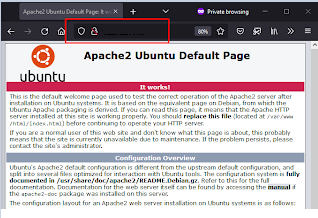 Apache2 Ubuntu Default Page: It w
Private browsing
80%
Apache2 Ubuntu Default Page
ubuntu
It works!
This is the default welcome page used to test the correct operation of the Apache2 server after
installation on Ubuntu systems. It is based on the equivalent page on Debian, from which the
Ubuntu Apache packaging is derived. If you can read this page, it means that the Apache HTTP
server installed at this site is working properly. You should replace this file (located at /var/www
/html/index.html) before continuing to operate your HTTP server.
If you are a normal user of this web site and don't know what this page is about, this probably
means that the site is currently unavailable due to maintenance. If the problem persists, please
contact the site's administrator.
Configuration Overview
Ubuntu's Apache2 default configuration is different from the upstream default configuration,
and split into several files optimized for interaction with Ubuntu tools. The configuration system is
fully documented in /usr/share/doc/apache2/README.Debian.gz. Refer to this for the full
documentation. Documentation for the web server itself can be found by accessing the manual if
the apache2-doc package was installed on this server.
The configuration layout for an Apache2 web server installation on Ubuntu systems is as follows: